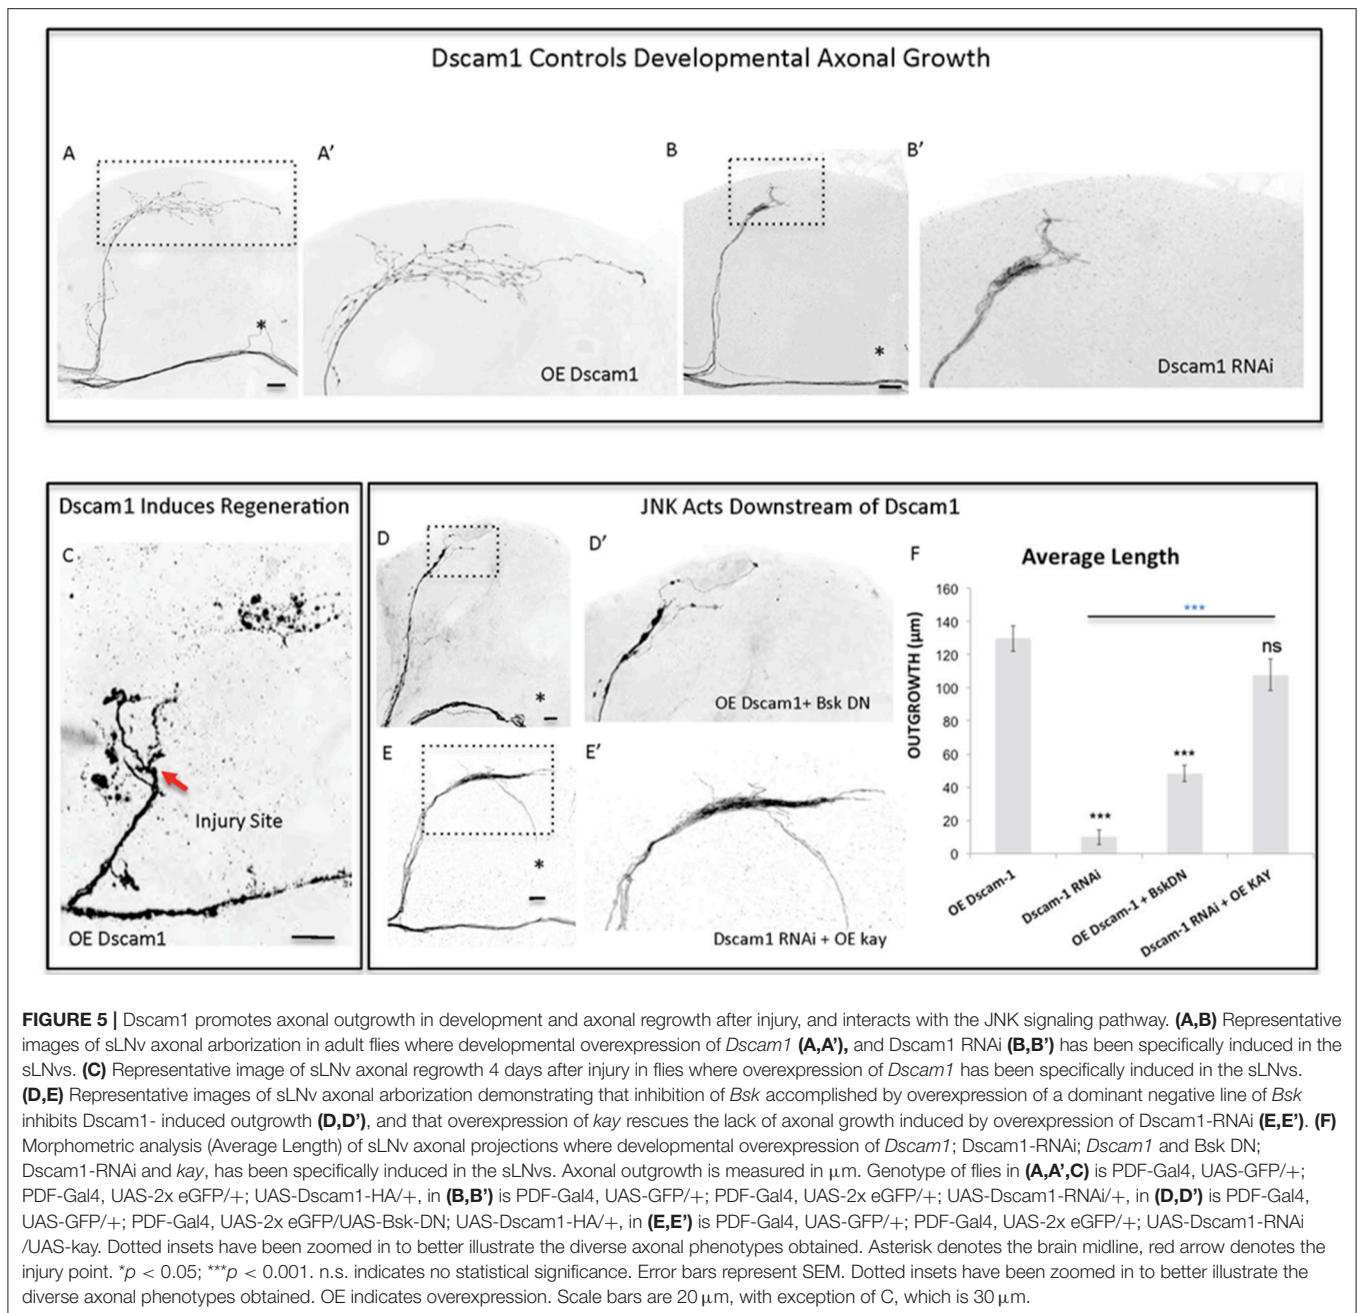 Dscam1 Controls Developmental Axonal Growth
A
A′
B
B′
*
OE Dscam1
*
Dscam1 RNAi
Dscam1 Induces Regeneration
C
Injury Site
OE Dscam1
JNK Acts Downstream of Dscam1
D
D′
*
OE Dscam1+ Bsk DN
E
E′
*
Dscam1 RNAi + OE kay
F
Average Length
OUTGROWTH (µm)
160
140
120
100
80
60
40
20
0
***
ns
***
***
OE Dscam-1
Dscam-1 RNAi
OE Dscam-1 + BskDN
Dscam-1 RNAi + OE KAY
FIGURE 5 | Dscam1 promotes axonal outgrowth in development and axonal regrowth after injury, and interacts with the JNK signaling pathway. (A,B) Representative
images of sLNv axonal arborization in adult flies where developmental overexpression of Dscam1 (A,A'), and Dscam1 RNAi (B,B') has been specifically induced in the
sLNvs. (C) Representative image of sLNv axonal regrowth 4 days after injury in flies where overexpression of Dscam1 has been specifically induced in the sLNvs.
(D,E) Representative images of sLNv axonal arborization demonstrating that inhibition of Bsk accomplished by overexpression of a dominant negative line of Bsk
inhibits Dscam1- induced outgrowth (D,D'), and that overexpression of kay rescues the lack of axonal growth induced by overexpression of Dscam1-RNAi (E,E'). (F)
Morphometric analysis (Average Length) of sLNv axonal projections where developmental overexpression of Dscam1; Dscam1-RNAi; Dscam1 and Bsk DN;
Dscam1-RNAi and kay, has been specifically induced in the sLNvs. Axonal outgrowth is measured in µm. Genotype of flies in (A,A',C) is PDF-Gal4, UAS-GFP/+;
PDF-Gal4, UAS-2x eGFP/+; UAS-Dscam1-HA/+, in (B,B') is PDF-Gal4, UAS-GFP/+; PDF-Gal4, UAS-2x eGFP/+; UAS-Dscam1-RNAi/+, in (D,D') is PDF-Gal4,
UAS-GFP/+; PDF-Gal4, UAS-2x eGFP/UAS-Bsk-DN; UAS-Dscam1-HA/+, in (E,E') is PDF-Gal4, UAS-GFP/+; PDF-Gal4, UAS-2x eGFP/+; UAS-Dscam1-RNAi
/UAS-kay. Dotted insets have been zoomed in to better illustrate the diverse axonal phenotypes obtained. Asterisk denotes the brain midline, red arrow denotes the
injury point. *p < 0.05; ***p < 0.001. n.s. indicates no statistical significance. Error bars represent SEM. Dotted insets have been zoomed in to better illustrate the
diverse axonal phenotypes obtained. OE indicates overexpression. Scale bars are 20 µm, with exception of C, which is 30 µm.